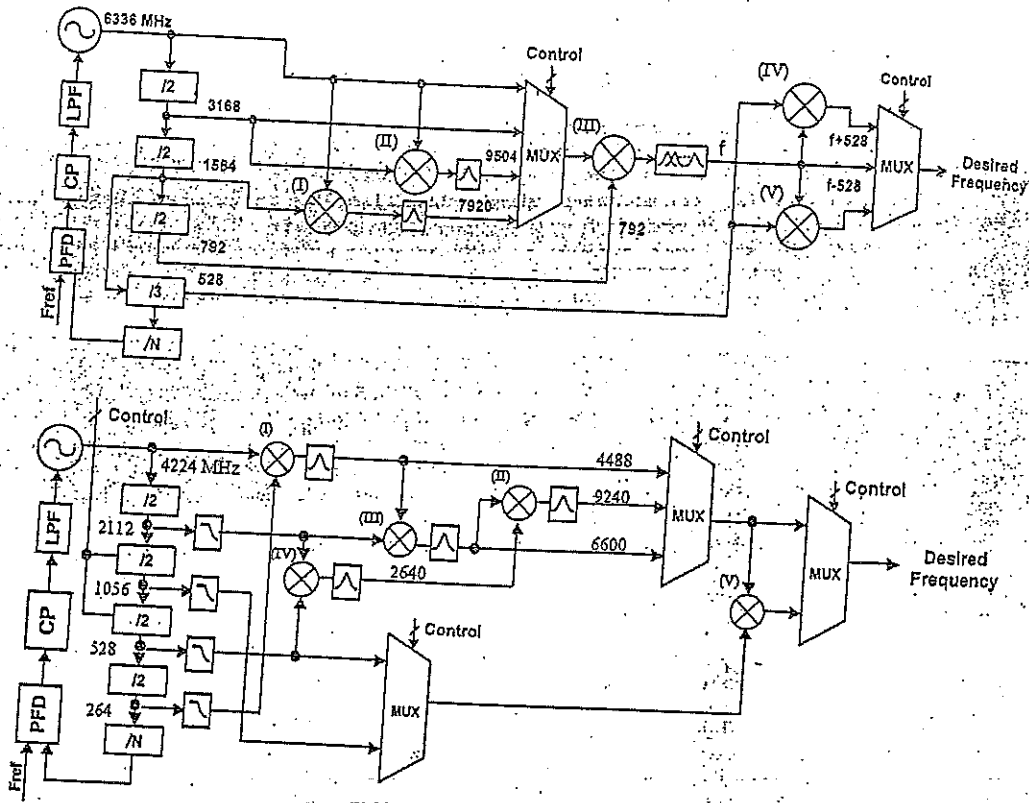 6336 MHz
Control
LPF
/2
3168
(IV)
Control
(II)
(III)
f+528
CP
/2
9504
MUX
f
MUX
Desired
Frequency
1584
(I)
(V)
f-528
PFD
/2
7920
792
792
528
Fref
/3
/N
Control
(I)
Control
4224 MHz
4488
Control
LPF
/2
(II)
9240
2112
(III)
MUX
Desired
Frequency
/2
(IV)
6600
MUX
1056
2640
(V)
CP
/2
Control
528
/2
MUX
PFD
264
/N
Fref